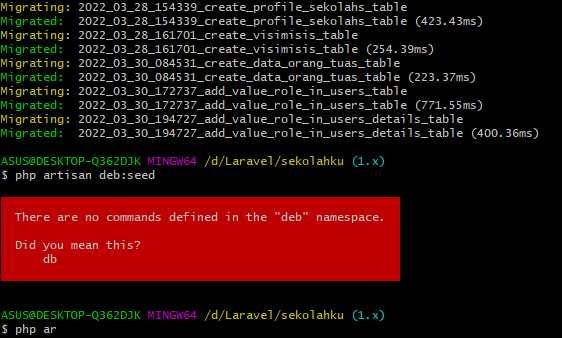 Migrating: 2022_03_28_154339_create_profile_sekolahs_table
Migrated:  2022_03_28_154339_create_profile_sekolahs_table (423.43ms)
Migrating: 2022_03_28_161701_create_visimisis_table
Migrated:  2022_03_28_161701_create_visimisis_table (254.39ms)
Migrating: 2022_03_30_084531_create_data_orang_tuas_table
Migrated:  2022_03_30_084531_create_data_orang_tuas_table (223.37ms)
Migrating: 2022_03_30_172737_add_value_role_in_users_table
Migrated:  2022_03_30_172737_add_value_role_in_users_table (771.55ms)
Migrating: 2022_03_30_194727_add_value_role_in_users_details_table
Migrated:  2022_03_30_194727_add_value_role_in_users_details_table (400.36ms)
ASUS@DESKTOP-Q362DJK MINGW64 /d/Laravel/sekolahku (1.x)
$ php artisan deb:seed
There are no commands defined in the "deb" namespace.
Did you mean this?
db
ASUS@DESKTOP-Q362DJK MINGW64 /d/Laravel/sekolahku (1.x)
$ php ar